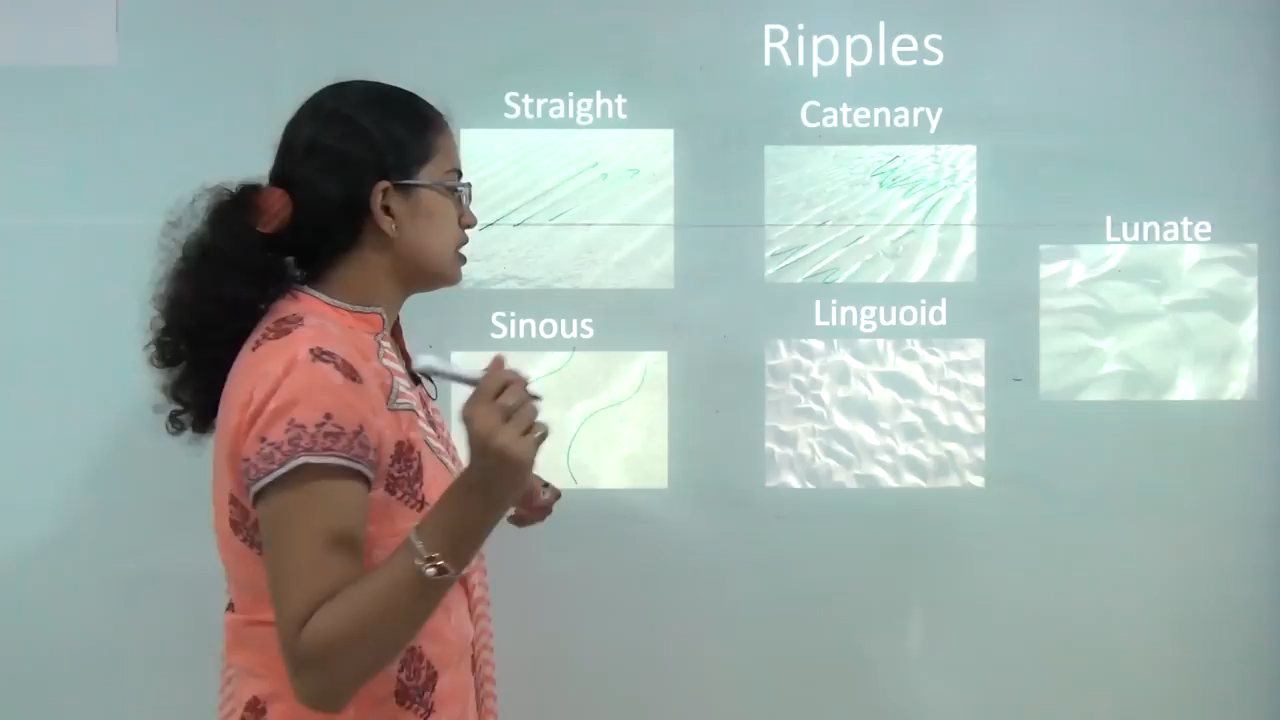 Ripples
Straight
Catenary
Lunate
Sinous
Linguoid